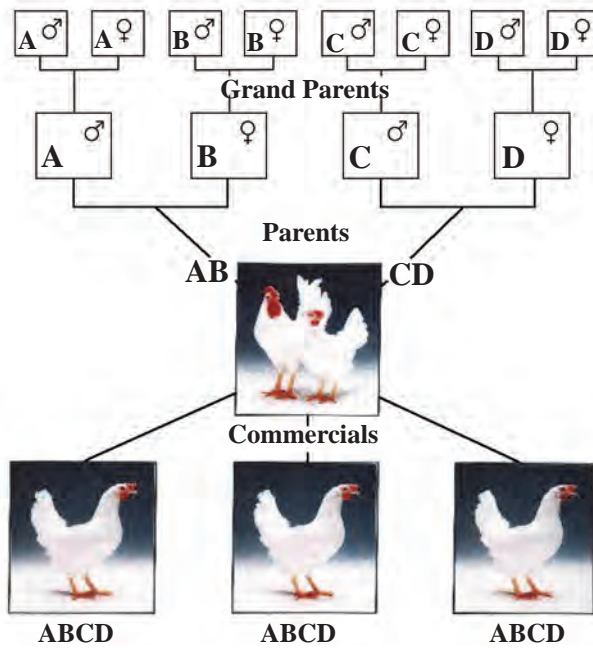 A ♂ A ♀ B ♂ B ♀ C ♂ C ♀ D ♂ D ♀
Grand Parents
A ♂ B ♀ C ♂ D ♀
Parents
AB CD
Commercials
ABCD ABCD ABCD